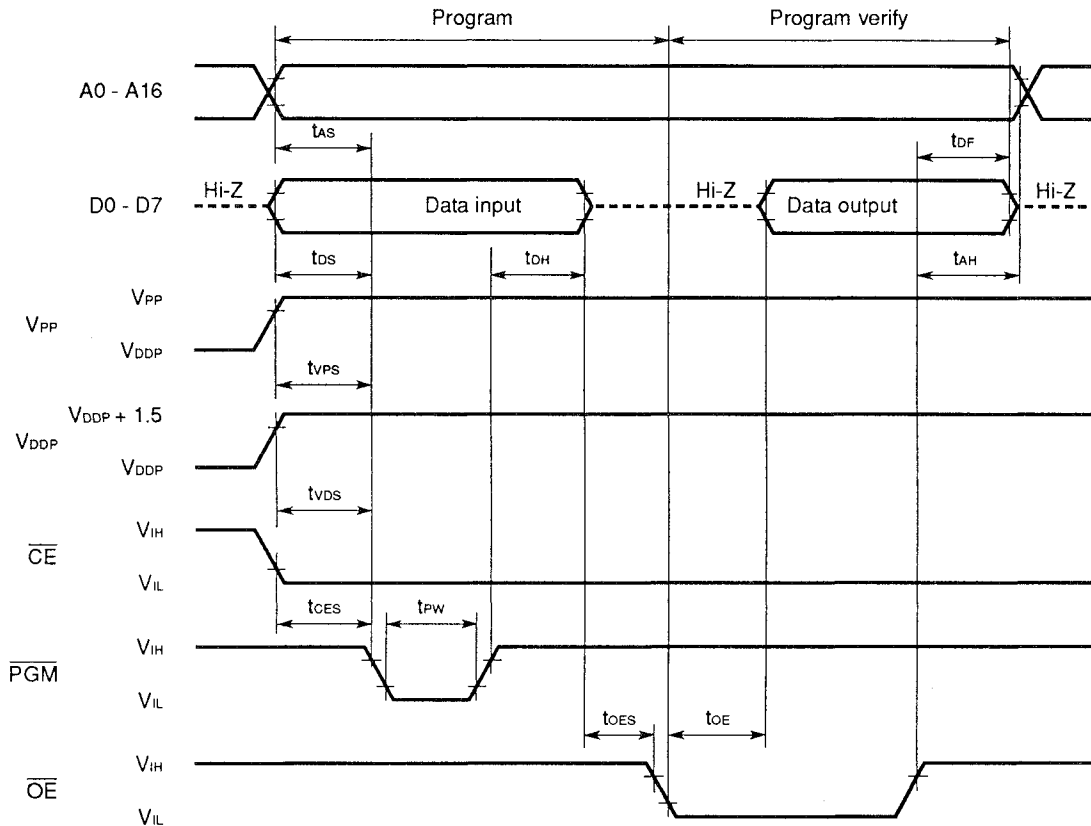 Program Program verify
A0 - A16
tAS tDF
Hi-Z Hi-Z Hi-Z
D0 - D7 Data input Data output
tDS tDH tAH
VPP
VPP
VDDP
tVPS
VDDP + 1.5
VDDP
VDDP
tVDS
VIH
CE
VIL
tCES tPW
VIH
PGM
VIL
tOES tOE
VIH
OE
VIL